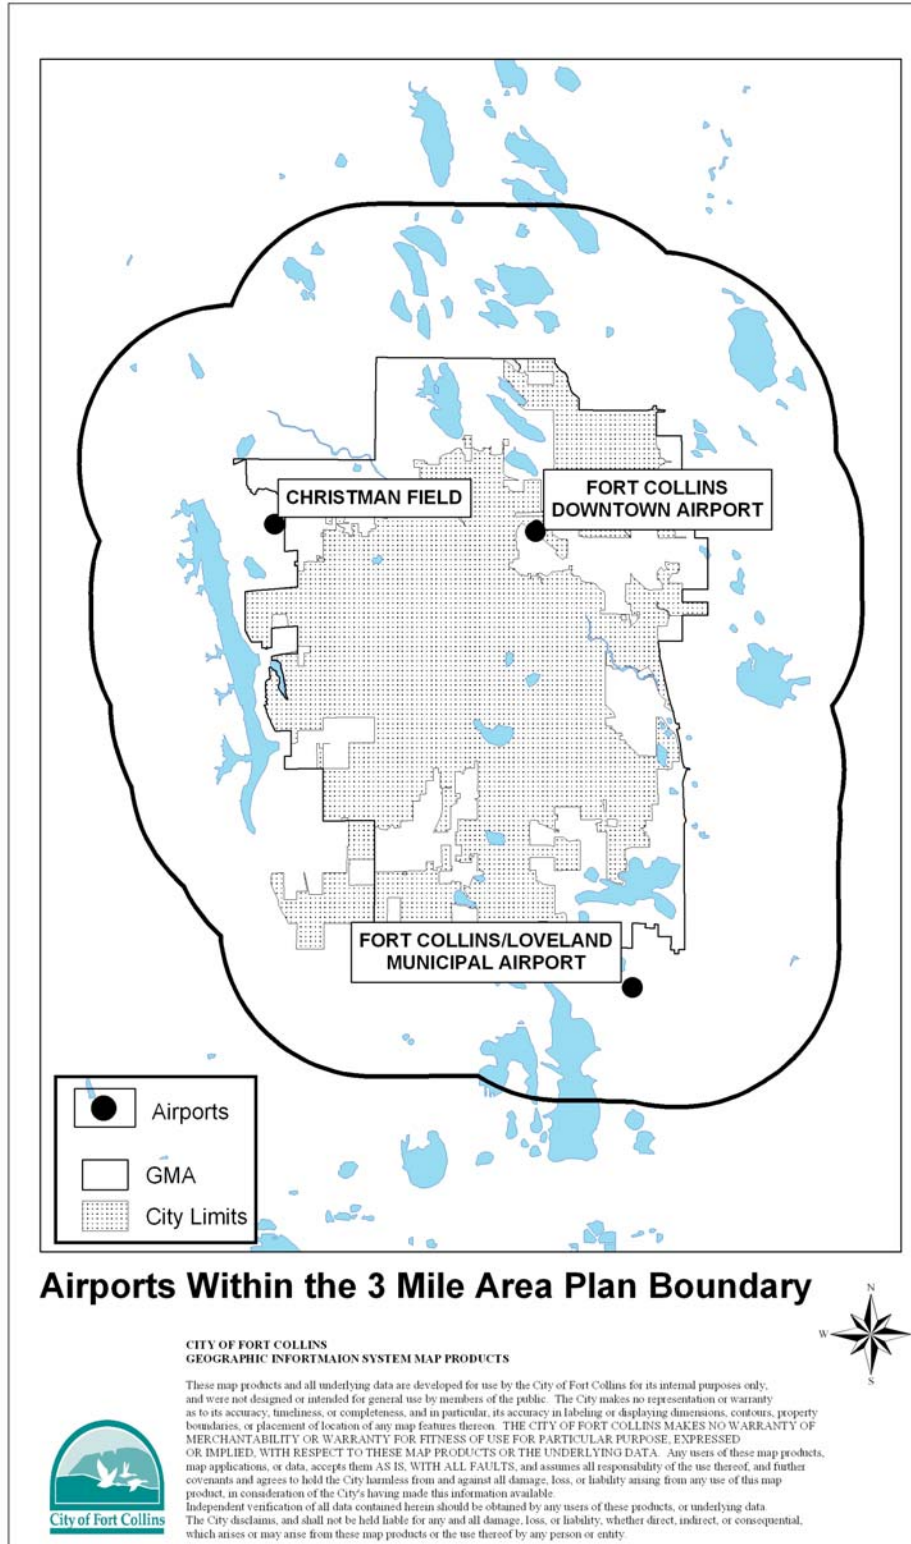 CHRISTMAN FIELD
FORT COLLINS
DOWNTOWN AIRPORT
FORT COLLINS/LOVELAND
MUNICIPAL AIRPORT
Airports
GMA
City Limits
Airports Within the 3 Mile Area Plan Boundary
N
W
S
CITY OF FORT COLLINS
GEOGRAPHIC INFORTMAION SYSTEM MAP PRODUCTS
These map products and all underlying data are developed for use by the City of Fort Collins for its internal purposes only,
and were not designed or intended for general use by members of the public. The City makes no representation or warranty
as to its accuracy, timeliness, or completeness, and in particular, its accuracy in labeling or displaying dimensions, contours, property
boundaries, or placement of location of any map features thereon. THE CITY OF FORT COLLINS MAKES NO WARRANTY OF
MERCHANTABILITY OR WARRANTY FOR FITNESS OF USE FOR PARTICULAR PURPOSE, EXPRESSED
OR IMPLIED, WITH RESPECT TO THESE MAP PRODUCTS OR THE UNDERLYING DATA. Any users of these map products,
map applications, or data, accepts them AS IS, WITH ALL FAULTS, and assumes all responsibility of the use thereof, and further
covenants and agrees to hold the City harmless from and against all damage, loss, or liability arising from any use of this map
product, in consideration of the City's having made this information available.
Independent verification of all data contained herein should be obtained by any users of these products, or underlying data.
The City disclaims, and shall not be held liable for any and all damage, loss, or liability, whether direct, indirect, or consequential,
which arises or may arise from these map products or the use thereof by any person or entity.
City of Fort Collins